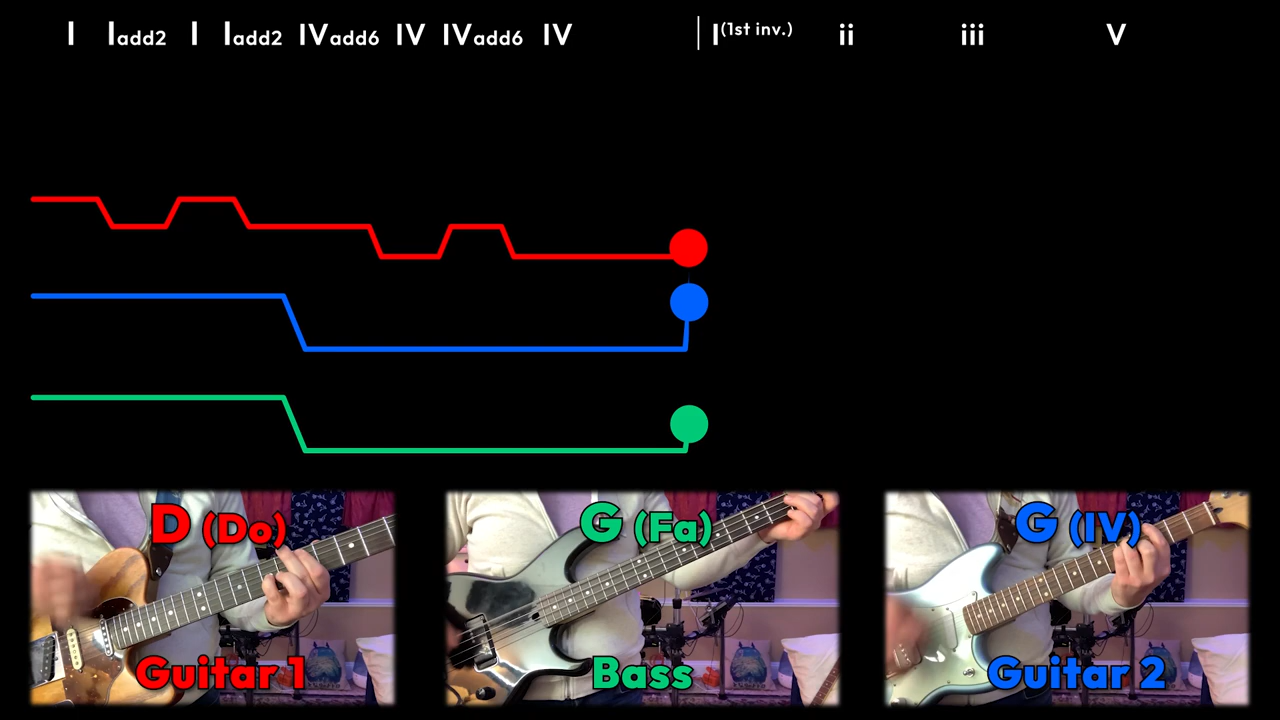 I Iadd2 I Iadd2 IVadd6 IV IVadd6 IV I(1st inv.) ii iii V
D (Do) G (Fa) G (IV)
Guitar 1 Bass Guitar 2